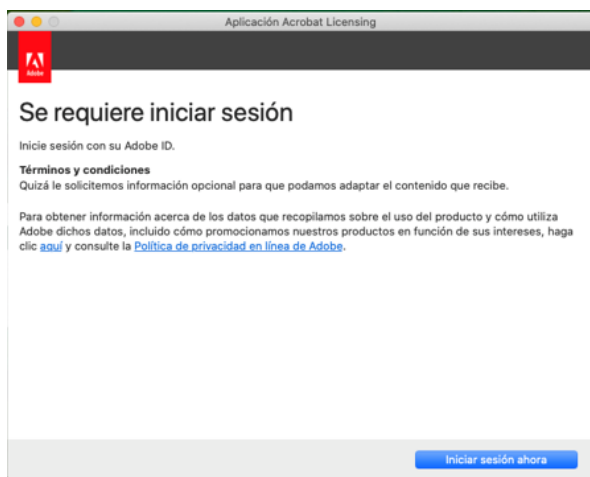 Aplicación Acrobat Licensing
Adobe
Se requiere iniciar sesión
Inicie sesión con su Adobe ID.
Términos y condiciones
Quizá le solicitemos información opcional para que podamos adaptar el contenido que recibe.
Para obtener información acerca de los datos que recopilamos sobre el uso del producto y cómo utiliza
Adobe dichos datos, incluido cómo promocionamos nuestros productos en función de sus intereses, haga
clic aquí y consulte la Política de privacidad en línea de Adobe.
Iniciar sesión ahora